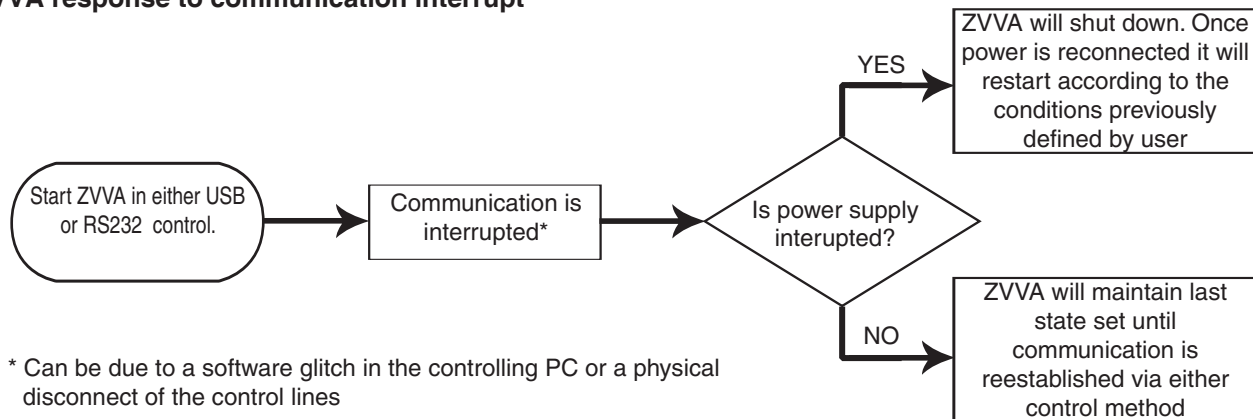 ZVVA response to communication interrupt
Start ZVVA in either USB
or RS232 control.
Communication is
interrupted*
Is power supply
interupted?
YES
ZVVA will shut down. Once
power is reconnected it will
restart according to the
conditions previously
defined by user
NO
ZVVA will maintain last
state set until
communication is
reestablished via either
control method
* Can be due to a software glitch in the controlling PC or a physical
disconnect of the control lines